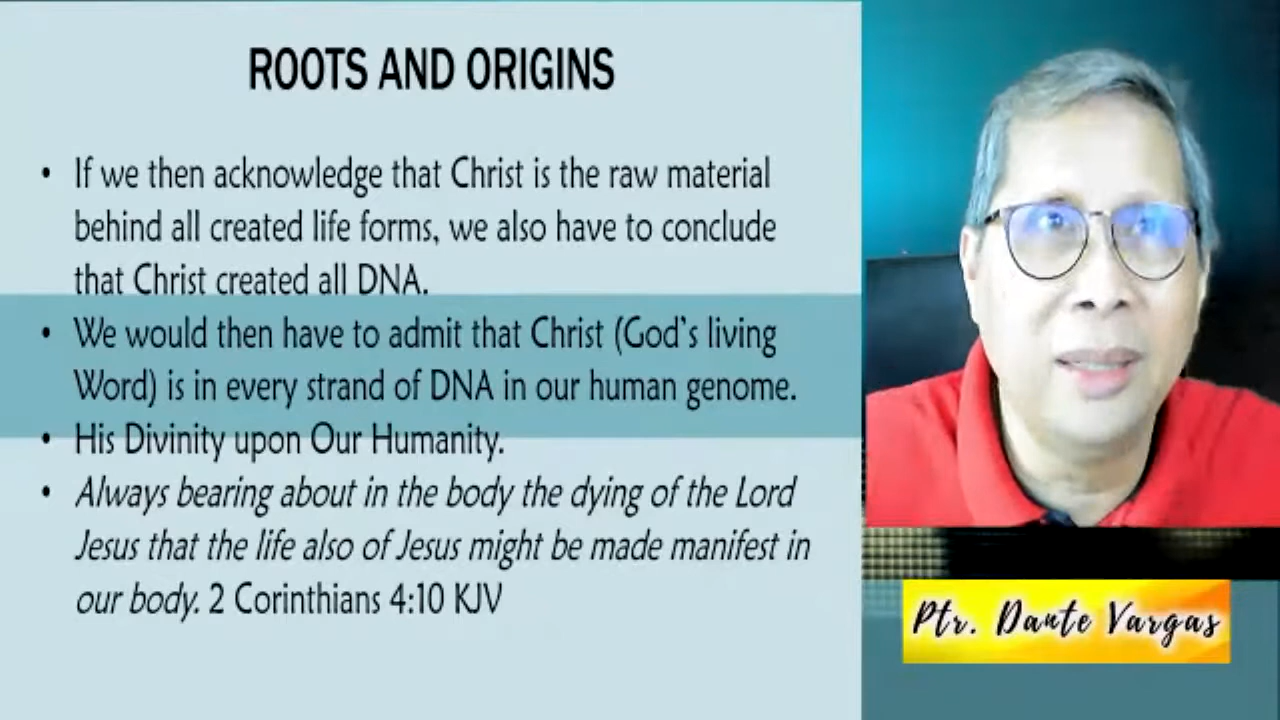 ROOTS AND ORIGINS
• If we then acknowledge that Christ is the raw material
behind all created life forms, we also have to conclude
that Christ created all DNA.
• We would then have to admit that Christ (God's living
Word) is in every strand of DNA in our human genome.
• His Divinity upon Our Humanity.
• Always bearing about in the body the dying of the Lord
Jesus that the life also of Jesus might be made manifest in
our body. 2 Corinthians 4:10 KJV
Ptr. Dante Vargas